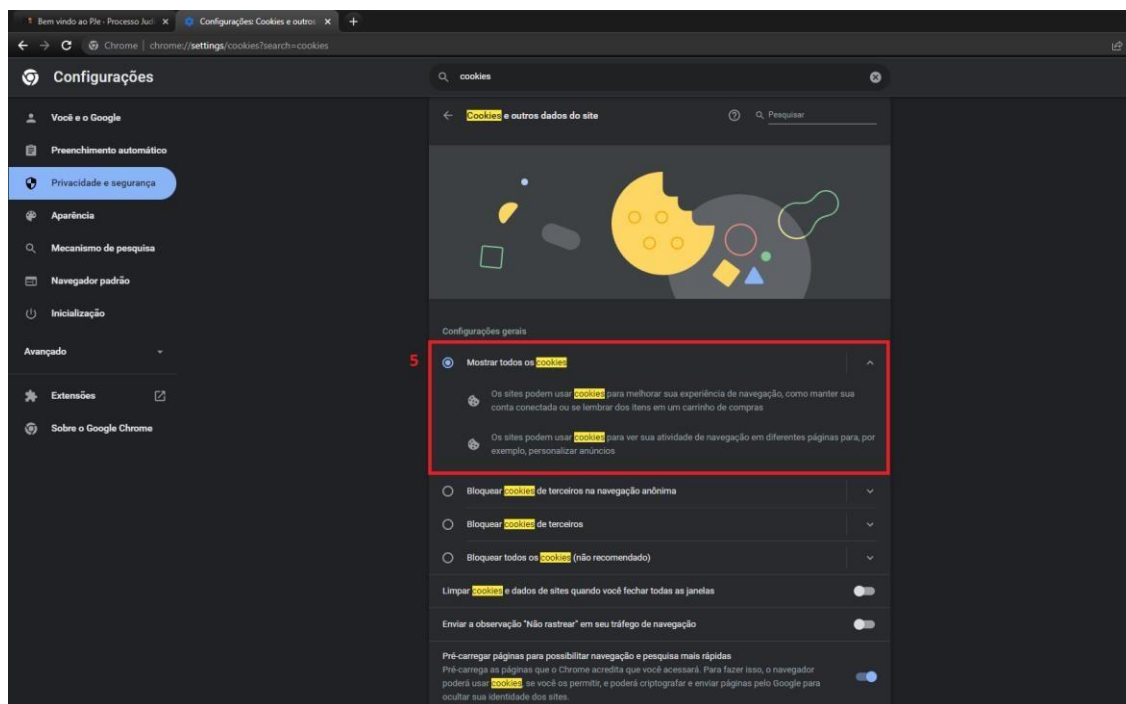 Bem vindo ao PJe - Processo Jud
Configurações: Cookies e outros
Chrome | chrome://settings/cookies?search=cookies
Configurações
cookies
Você e o Google
Preenchimento automático
Privacidade e segurança
Aparência
Mecanismo de pesquisa
Navegador padrão
Inicialização
Avançado
Extensões
Sobre o Google Chrome
Cookies e outros dados do site
Pesquisar
Configurações gerais
5
Mostrar todos os cookies
Os sites podem usar cookies para melhorar sua experiência de navegação, como manter sua
conta conectada ou se lembrar dos itens em um carrinho de compras
Os sites podem usar cookies para ver sua atividade de navegação em diferentes páginas para, por
exemplo, personalizar anúncios
Bloquear cookies de terceiros na navegação anônima
Bloquear cookies de terceiros
Bloquear todos os cookies (não recomendado)
Limpar cookies e dados de sites quando você fechar todas as janelas
Enviar a observação "Não rastrear" em seu tráfego de navegação
Pré-carregar páginas para possibilitar navegação e pesquisa mais rápidas
Pré-carrega as páginas que o Chrome acredita que você acessará. Para fazer isso, o navegador
poderá usar cookies, se você os permitir, e poderá criptografar e enviar páginas pelo Google para
ocultar sua identidade dos sites.